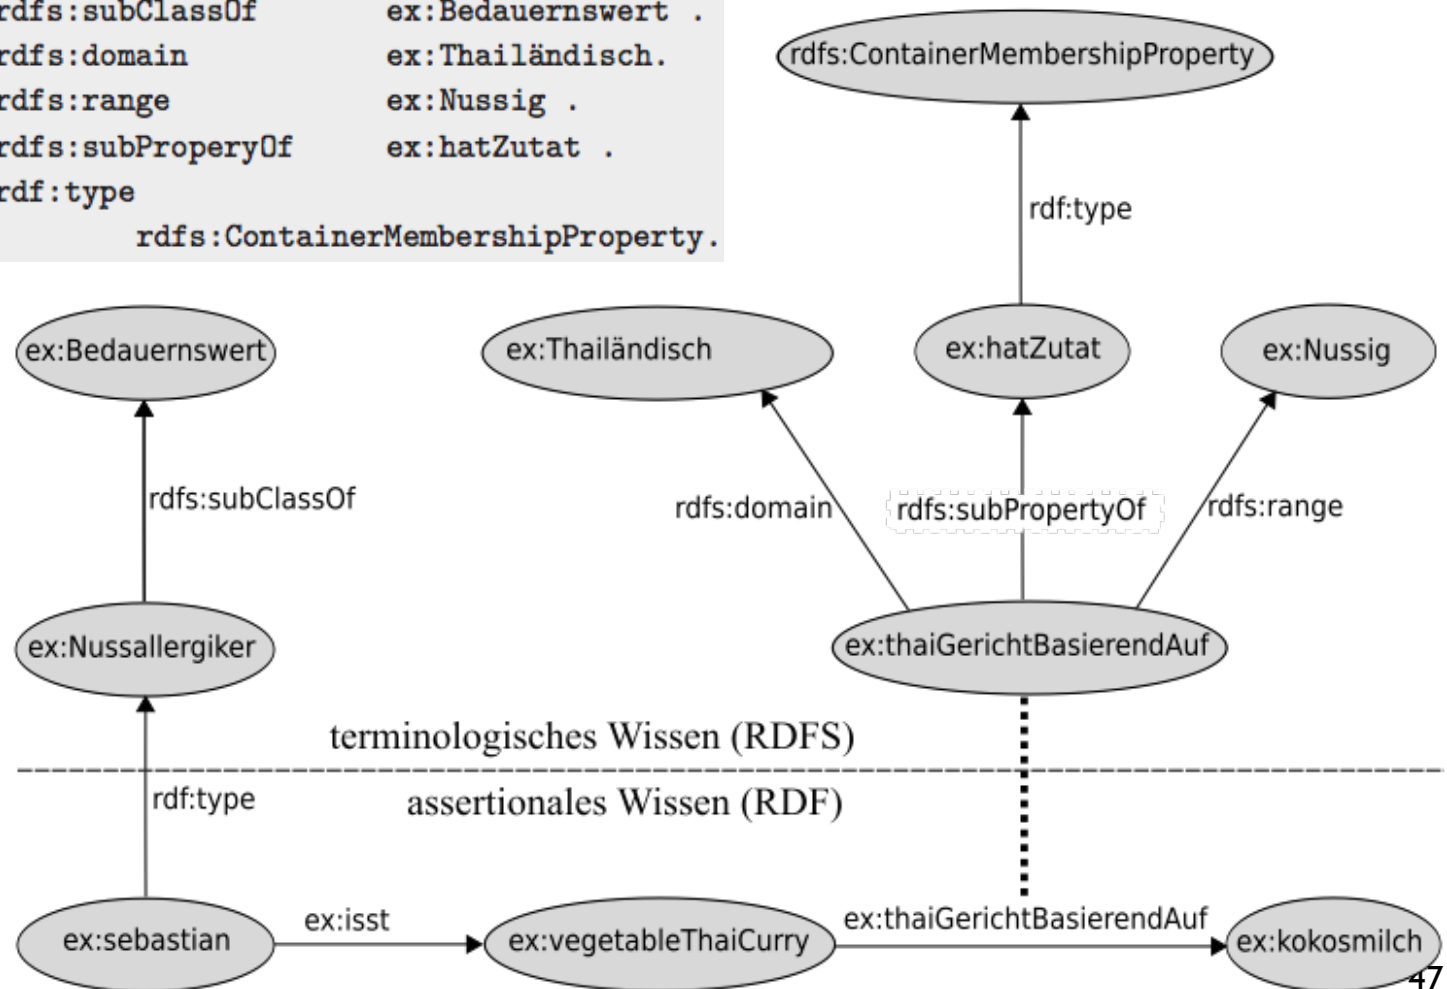 rdfs:subClassOf ex:Bedauernswert .
rdfs:domain ex:Thailändisch.
rdfs:range ex:Nussig .
rdfs:subProperyOf ex:hatZutat .
rdf:type
rdfs:ContainerMembershipProperty.
rdfs:ContainerMembershipProperty
rdf:type
ex:Bedauernswert
ex:Thailändisch
ex:hatZutat
ex:Nussig
rdfs:subClassOf
rdfs:domain
rdfs:subPropertyOf
rdfs:range
ex:Nussallergiker
ex:thaiGerichtBasierendAuf
terminologisches Wissen (RDFS)
rdf:type
assertionales Wissen (RDF)
ex:sebastian
ex:isst
ex:vegetableThaiCurry
ex:thaiGerichtBasierendAuf
ex:kokosmilch
47